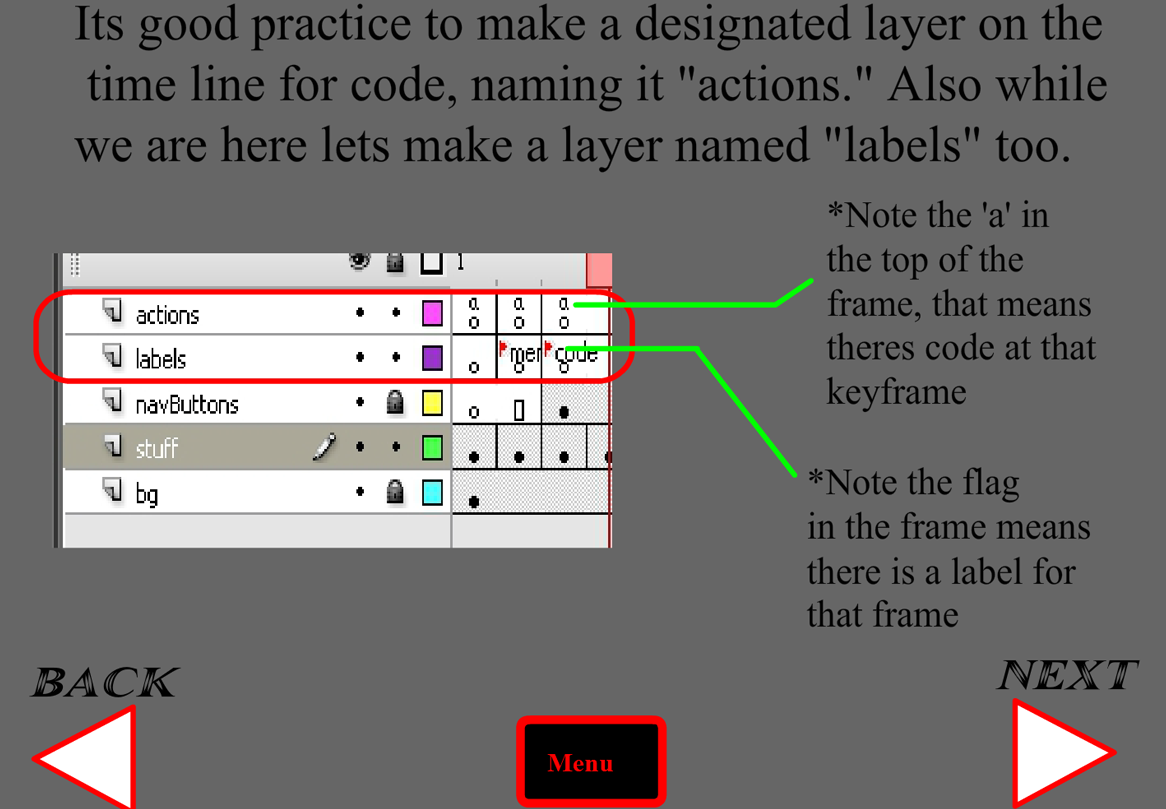 Its good practice to make a designated layer on the
time line for code, naming it "actions." Also while
we are here lets make a layer named "labels" too.
*Note the 'a' in
the top of the
frame, that means
theres code at that
keyframe
1
actions
a a a
labels
code
navButtons
stuff
bg
*Note the flag
in the frame means
there is a label for
that frame
BACK
NEXT
Menu